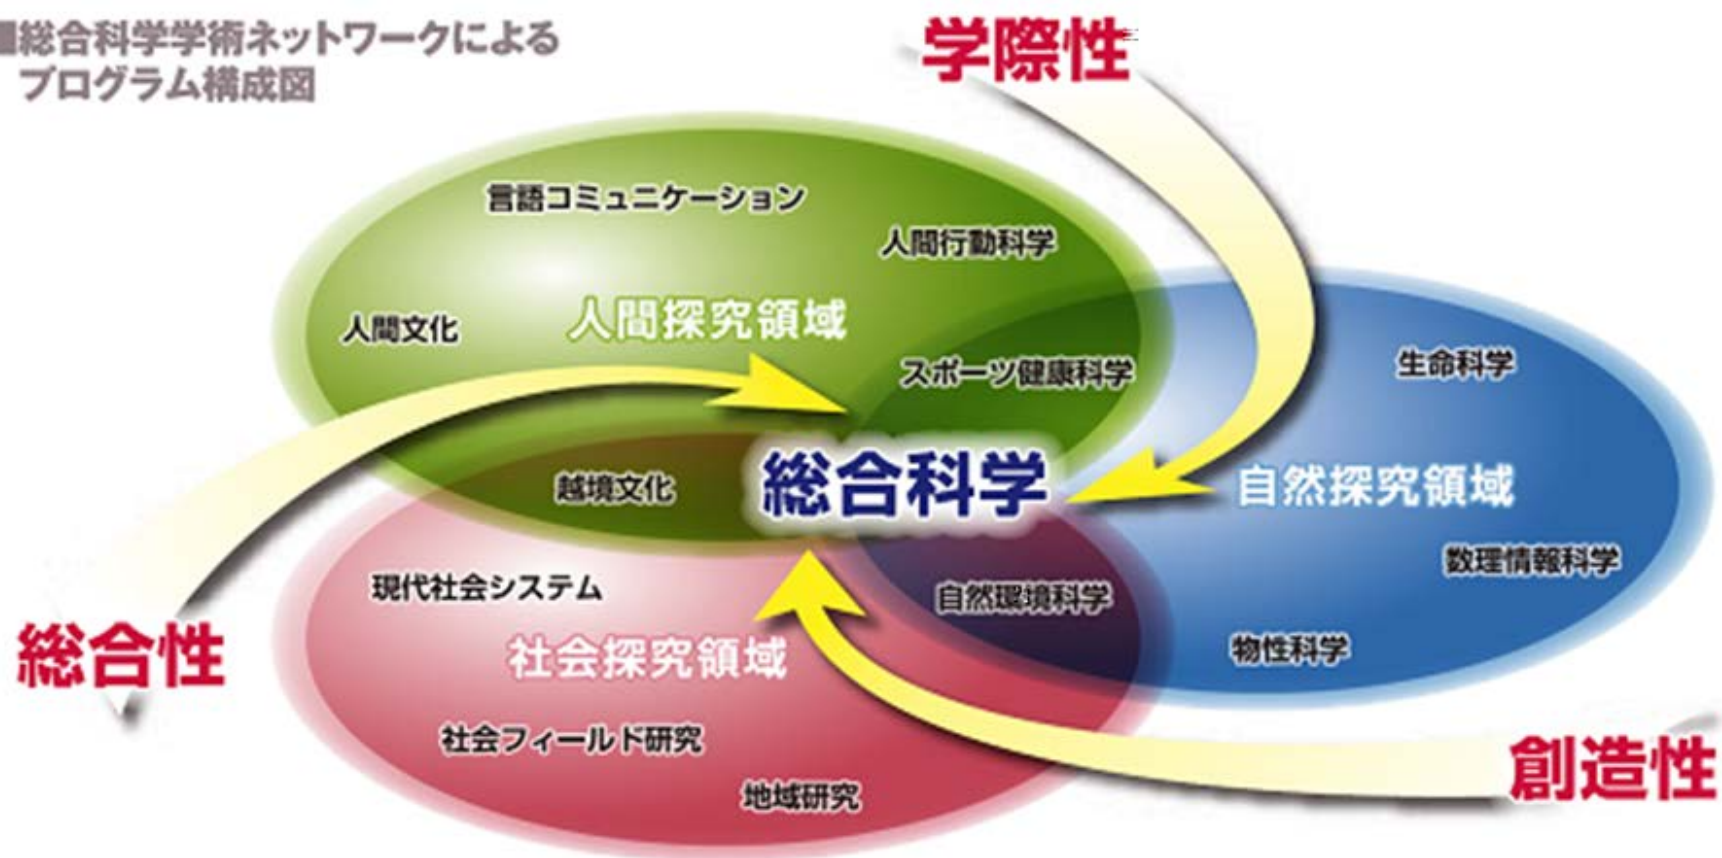 ■総合科学学術ネットワークによる
プログラム構成図
学際性
言語コミュニケーション
人間行動科学
人間文化
人間探究領域
スポーツ健康科学
生命科学
越境文化
総合科学
自然探究領域
数理情報科学
現代社会システム
自然環境科学
物性科学
総合性
社会探究領域
社会フィールド研究
地域研究
創造性